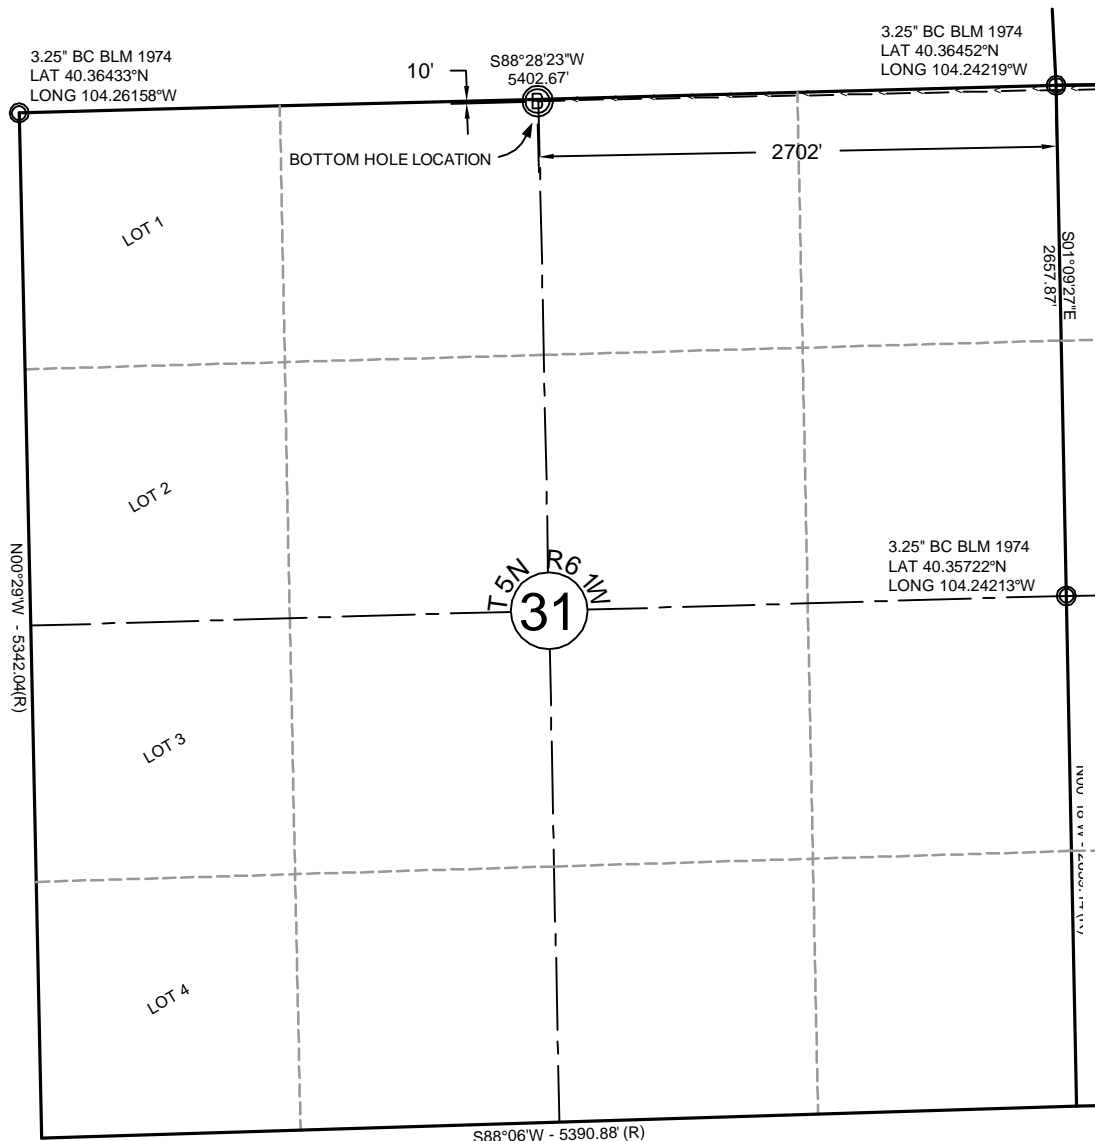 3.25" BC BLM 1974
LAT 40.36433°N
LONG 104.26158°W
10'
S88°28'23"W
5402.67'
3.25" BC BLM 1974
LAT 40.36452°N
LONG 104.24219°W
BOTTOM HOLE LOCATION
2702'
LOT 1
S01°09'27"E
2657.87'
LOT 2
N00°29'W - 5342.04(R)
T 5N R6 1W
31
3.25" BC BLM 1974
LAT 40.35722°N
LONG 104.24213°W
LOT 3
LOT 4
S88°06'W - 5390.88' (R)